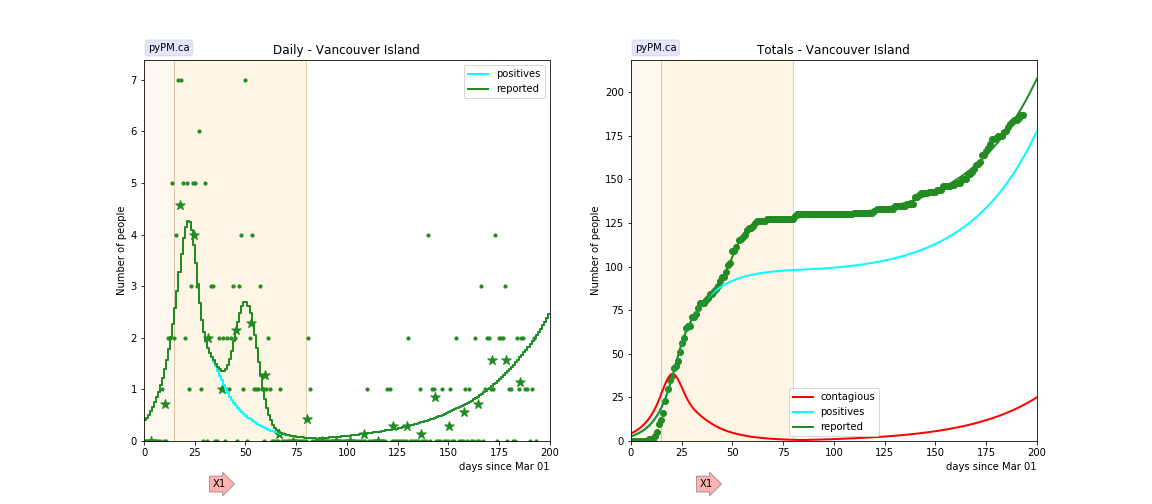 pyPM.ca
Daily - Vancouver Island
positives
reported
Number of people
7
6
5
4
3
2
1
0
0 25 50 75 100 125 150 175 200
days since Mar 01
X1
pyPM.ca
Totals - Vancouver Island
Number of people
200
175
150
125
100
75
50
25
0
contagious
positives
reported
0 25 50 75 100 125 150 175 200
days since Mar 01
X1